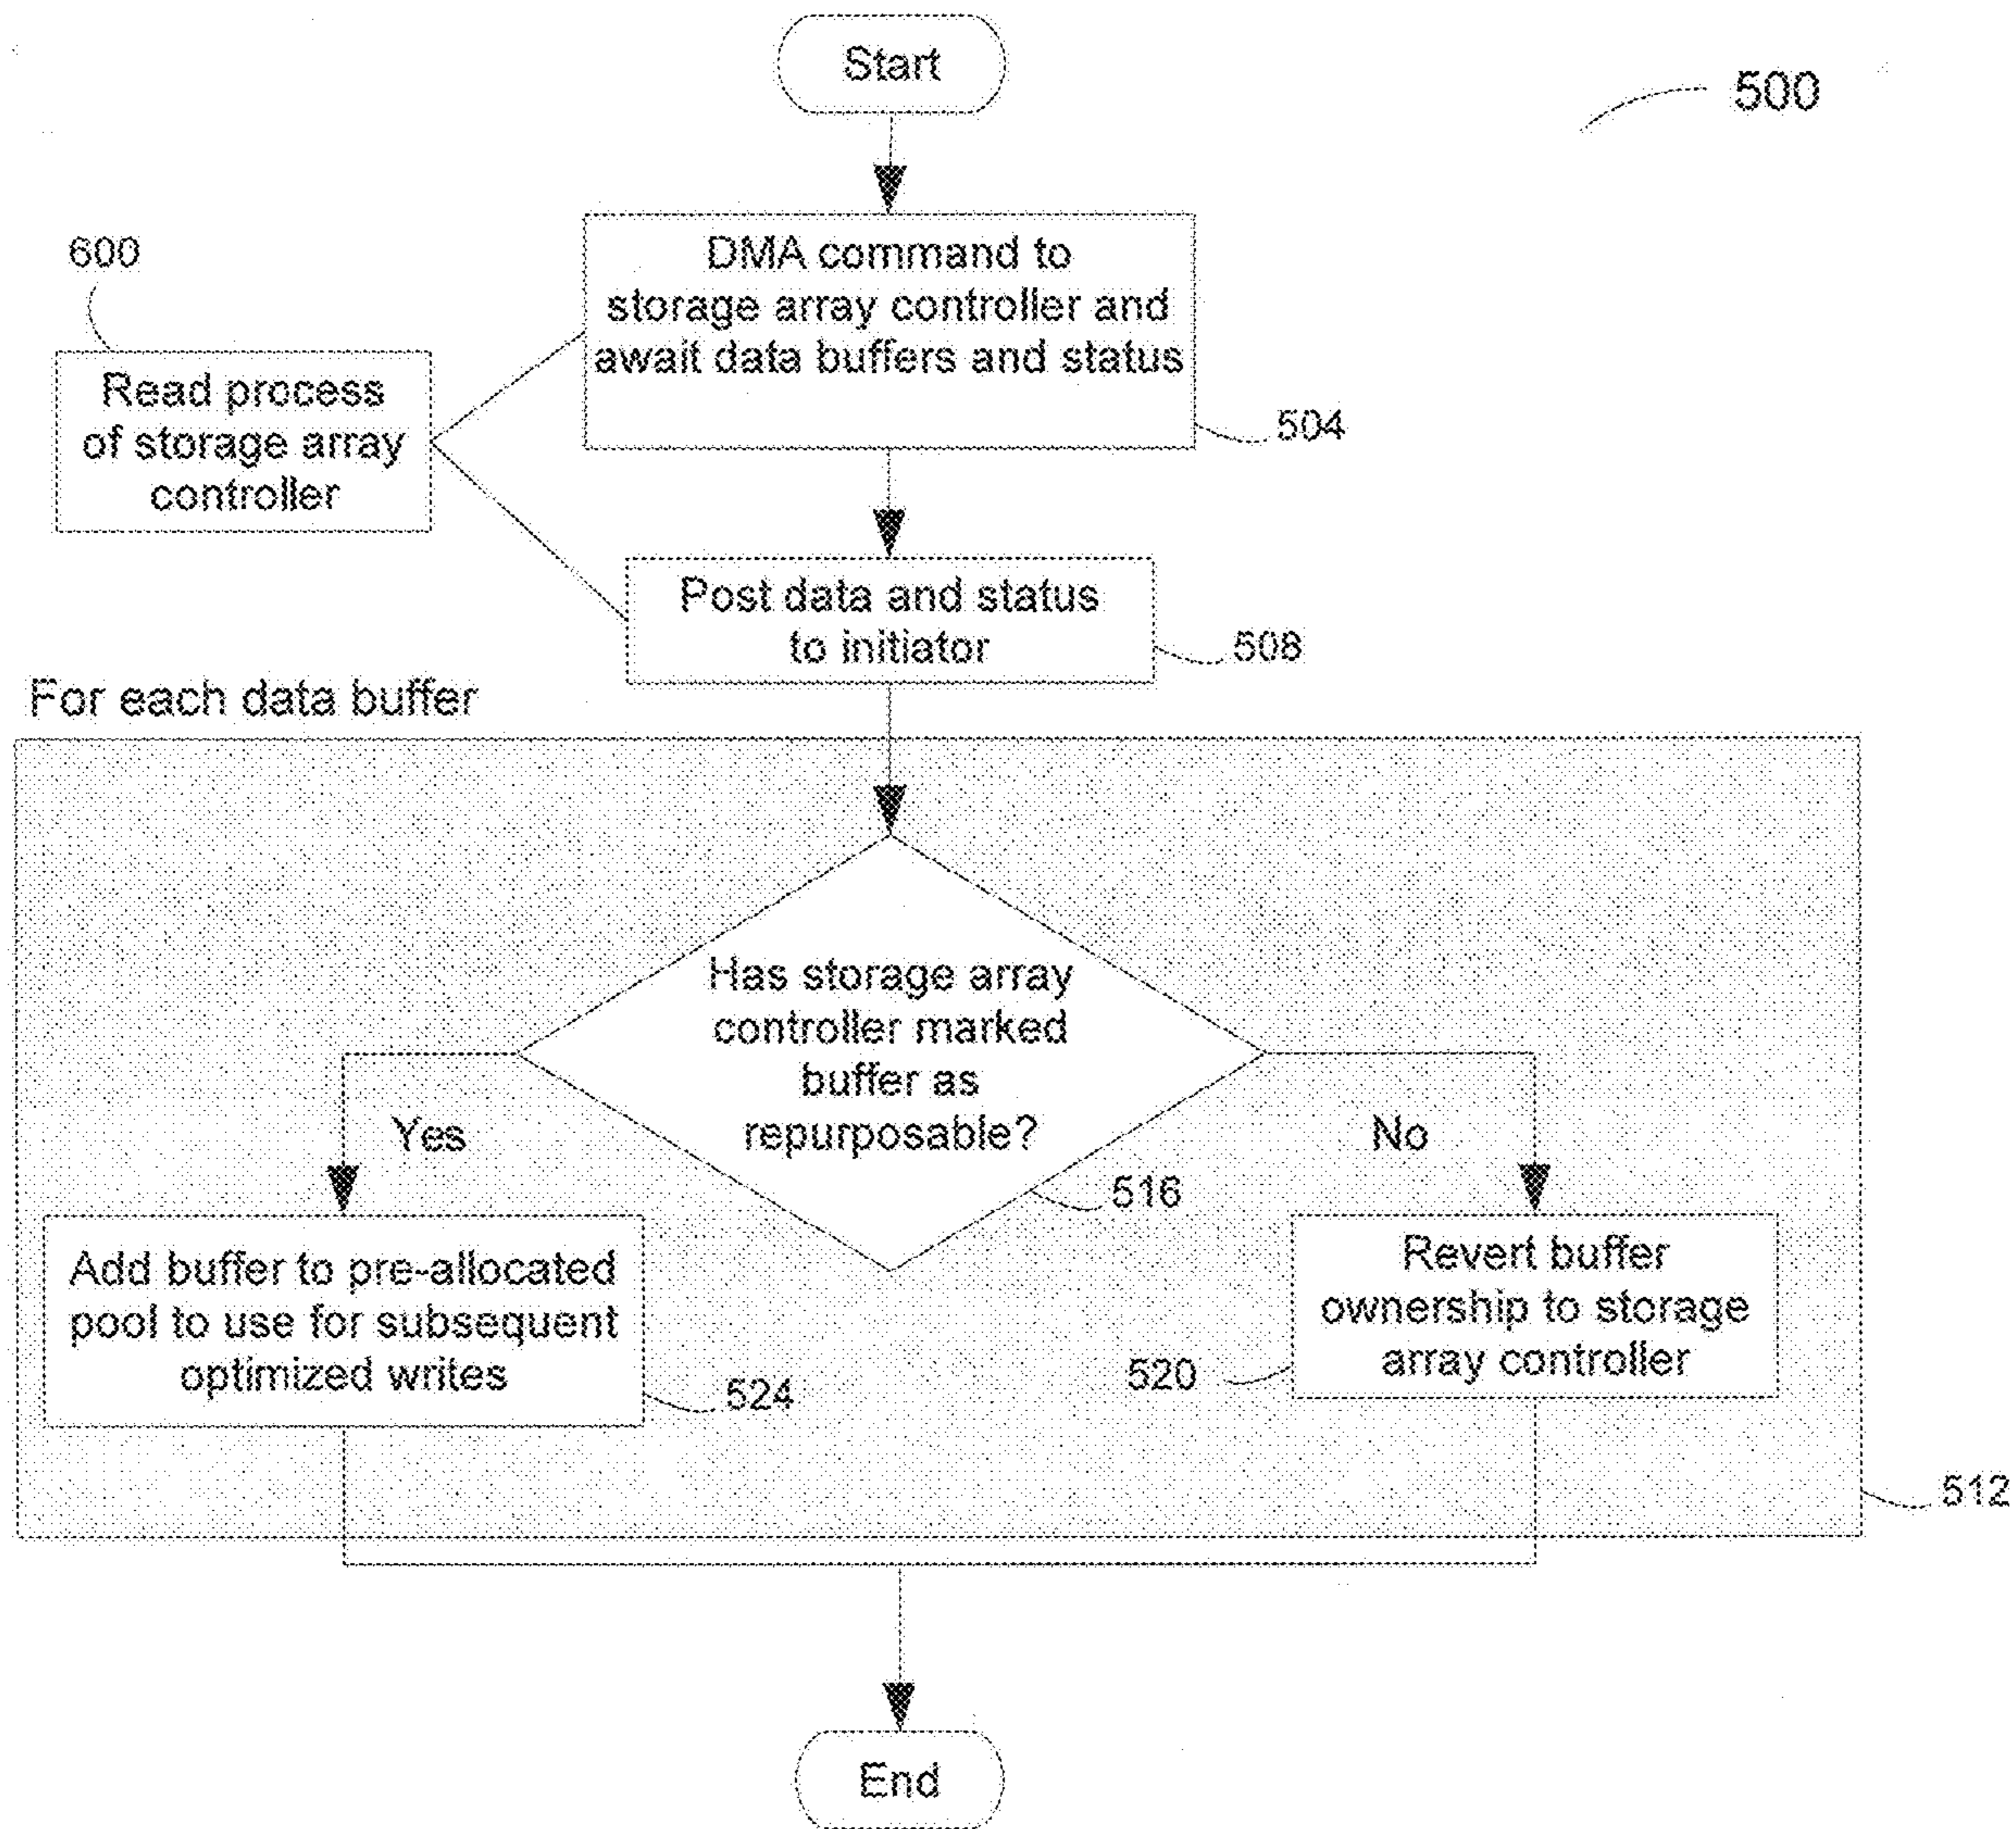 Start
500
600
DMA command to
storage array controller and
await data buffers and status
504
Read process
of storage array
controller
Post data and status
to initiator
508
For each data buffer
Has storage array
controller marked
buffer as
repurposable?
516
Yes
No
Add buffer to pre-allocated
pool to use for subsequent
optimized writes
524
Revert buffer
ownership to storage
array controller
520
512
End